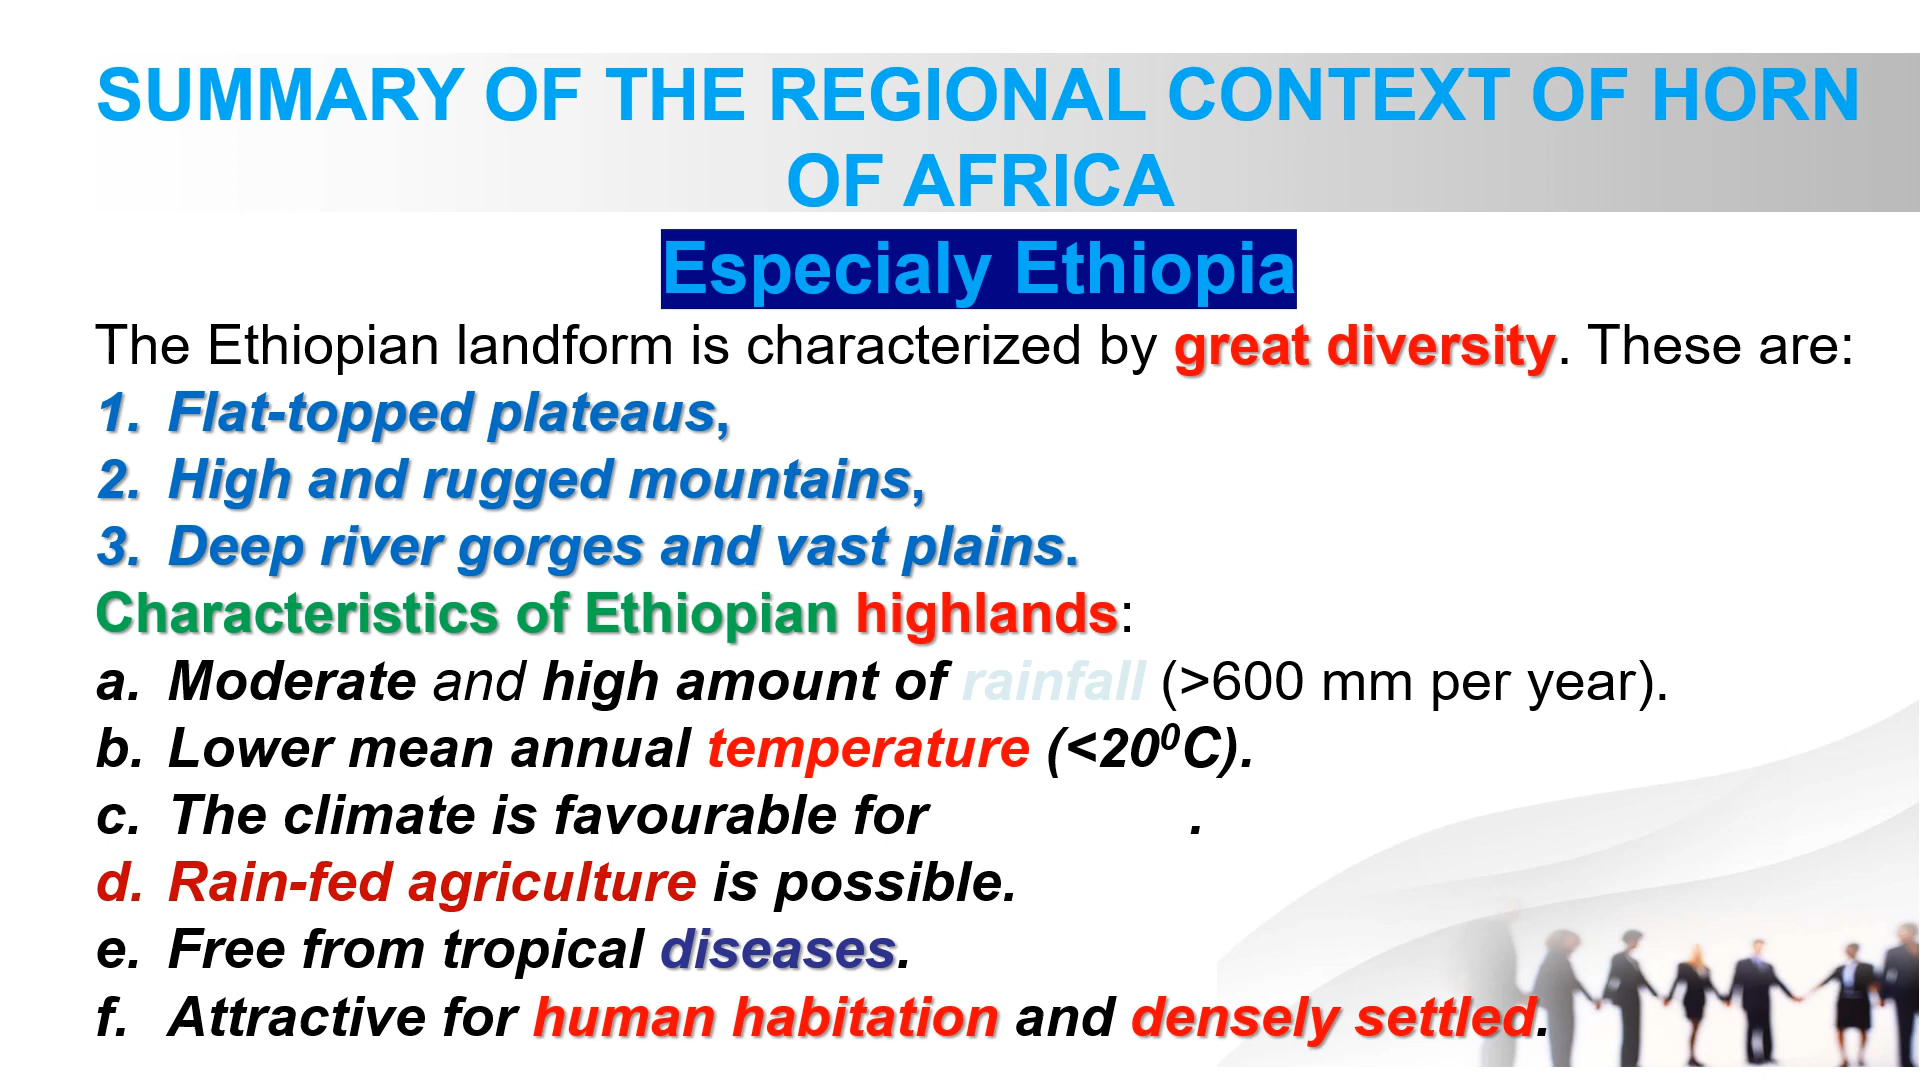 SUMMARY OF THE REGIONAL CONTEXT OF HORN
OF AFRICA
Especialy Ethiopia
The Ethiopian landform is characterized by great diversity. These are:
1. Flat-topped plateaus,
2. High and rugged mountains,
3. Deep river gorges and vast plains.
Characteristics of Ethiopian highlands:
a. Moderate and high amount of rainfall (>600 mm per year).
b. Lower mean annual temperature (<20⁰C).
c. The climate is favourable for .
d. Rain-fed agriculture is possible.
e. Free from tropical diseases.
f. Attractive for human habitation and densely settled.